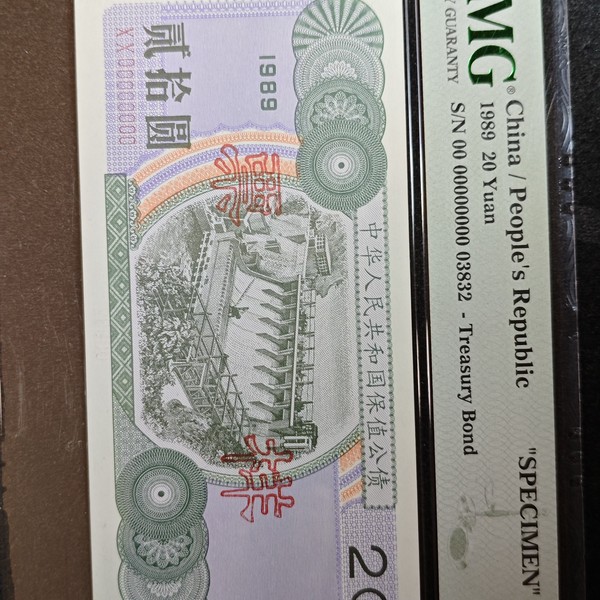 MG®
Y GUARANTY
China / People's Republic
1989 20 Yuan
S/N 00 00000000 03832 - Treasury Bond
"SPECIMEN"
中华人民共和国保值公债
1989
贰拾圆
XX00000000
票样
2